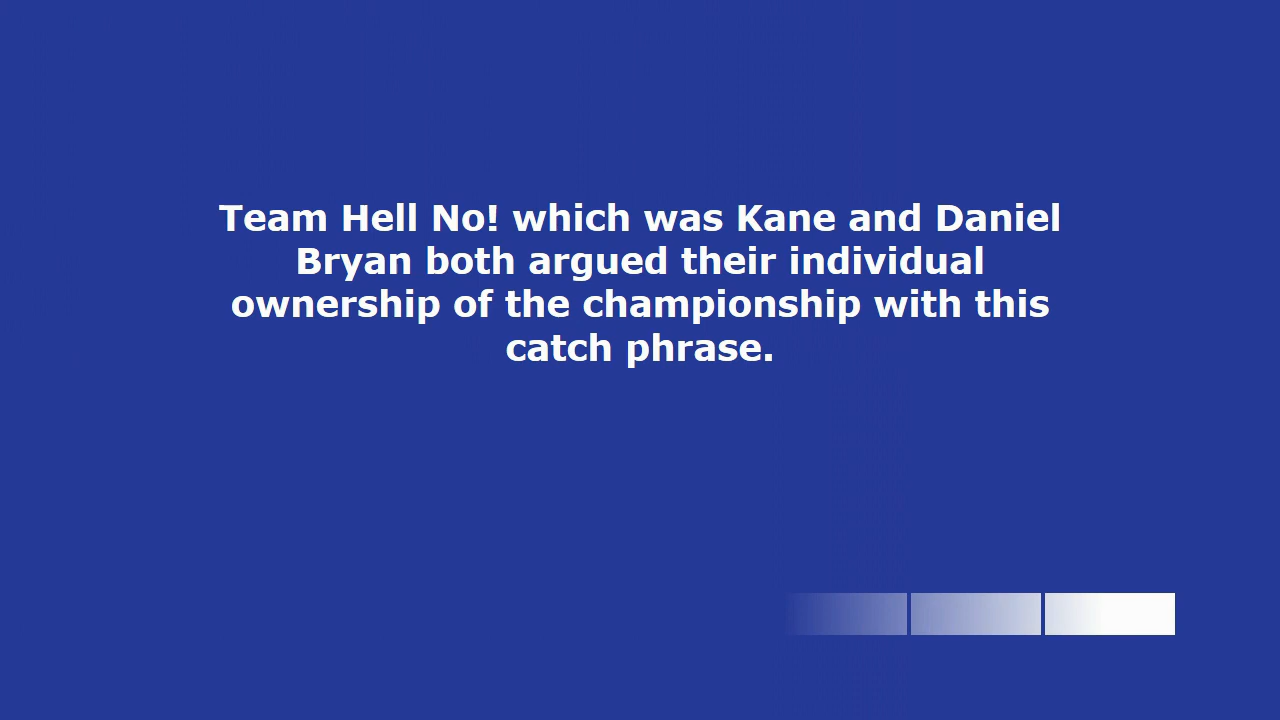 Team Hell No! which was Kane and Daniel
Bryan both argued their individual
ownership of the championship with this
catch phrase.